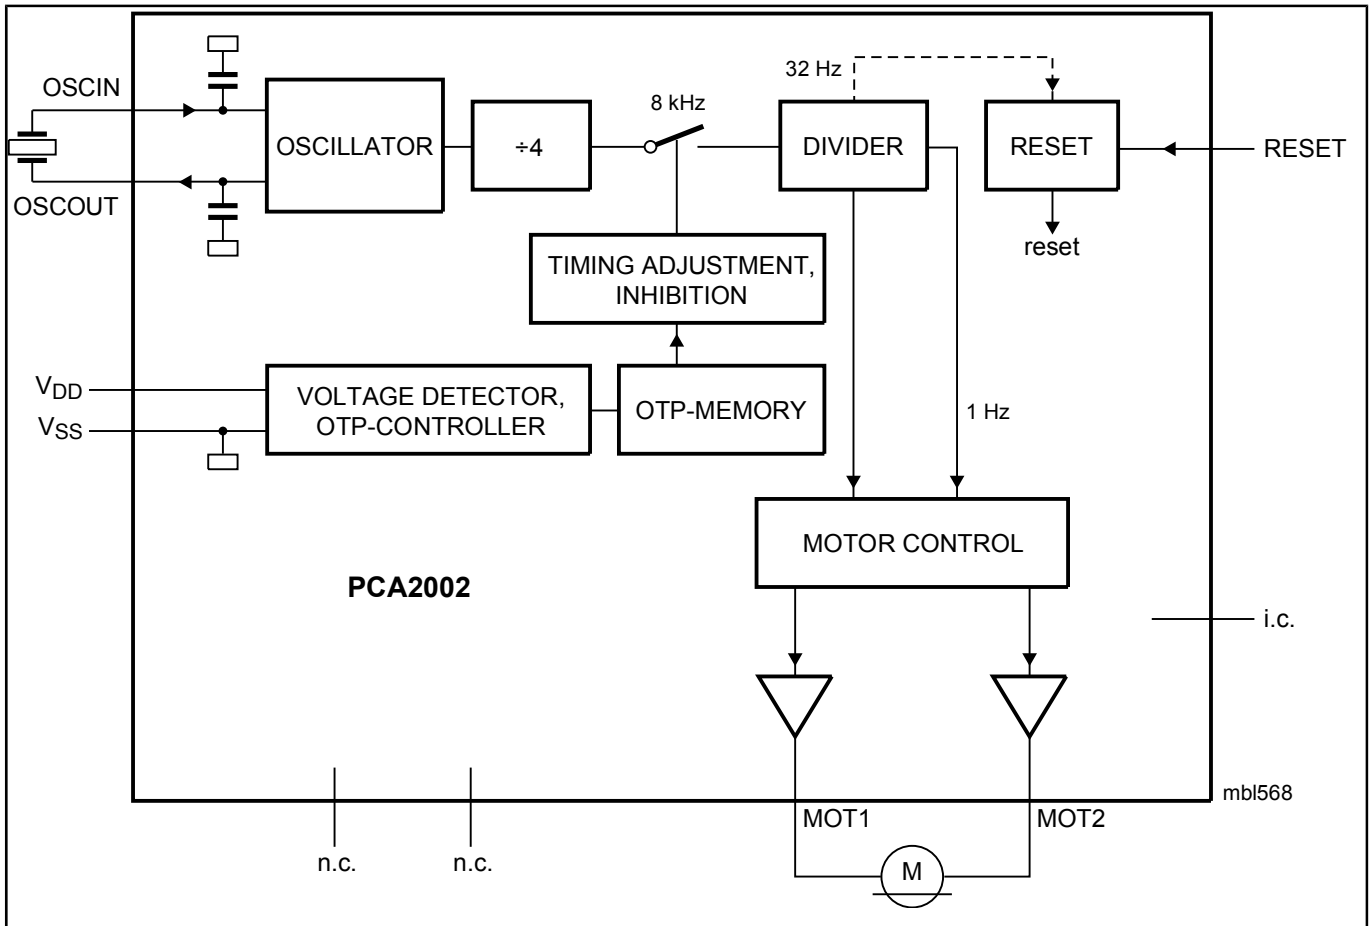 32 Hz
OSCIN
8 kHz
OSCILLATOR
÷4
DIVIDER
RESET
RESET
OSCOUT
reset
TIMING ADJUSTMENT,
INHIBITION
VDD
VSS
VOLTAGE DETECTOR,
OTP-CONTROLLER
OTP-MEMORY
1 Hz
MOTOR CONTROL
PCA2002
i.c.
mbl568
MOT1
MOT2
n.c.
n.c.
M